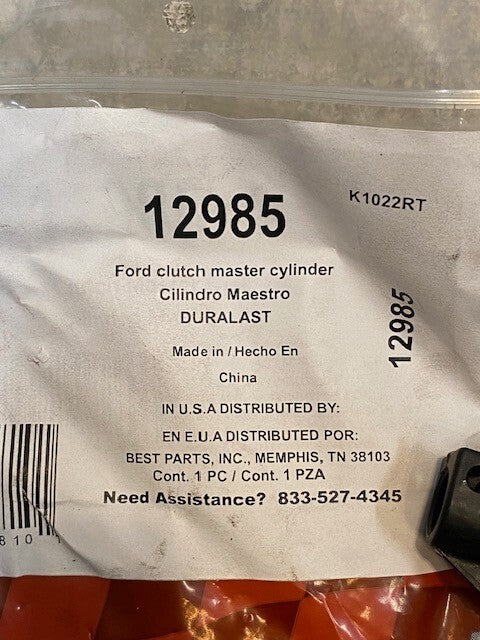 12985
K1022RT
Ford clutch master cylinder
Cilindro Maestro
DURALAST
12985
Made in / Hecho En
China
IN U.S.A DISTRIBUTED BY:
EN E.U.A DISTRIBUTED POR:
BEST PARTS, INC., MEMPHIS, TN 38103
Cont. 1 PC / Cont. 1 PZA
Need Assistance? 833-527-4345
810